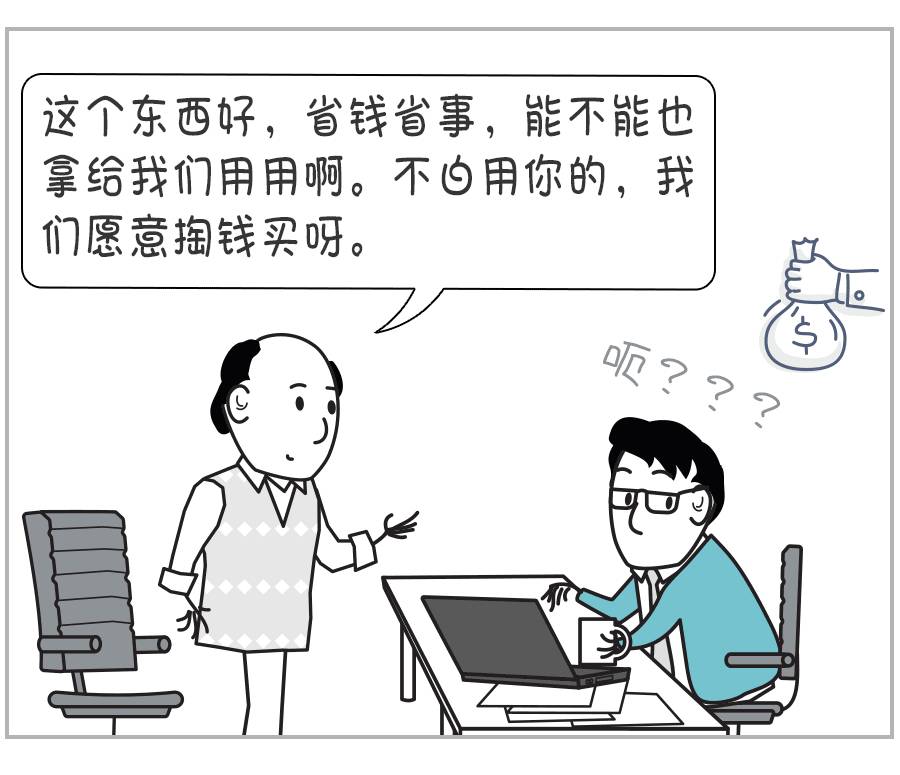 这个东西好，省钱省事，能不能也
拿给我们用用啊。不白用你的，我
们愿意掏钱买呀。
$
呃？？？